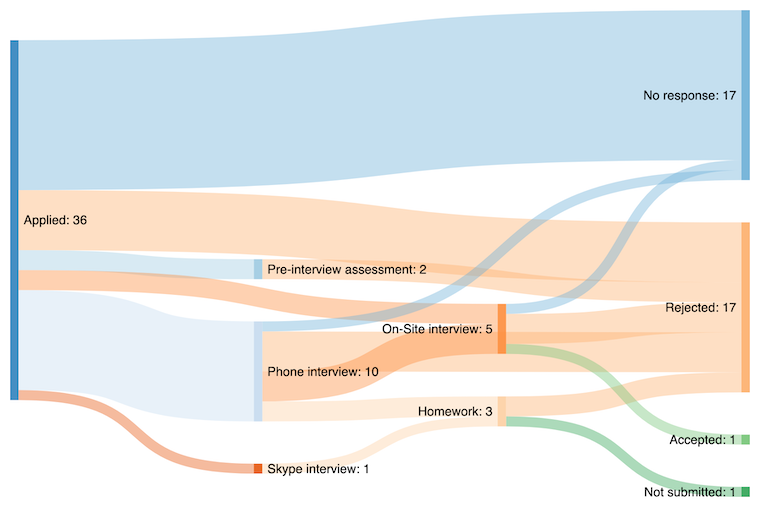 No response: 17
Applied: 36
Pre-interview assessment: 2
Rejected: 17
On-Site interview: 5
Phone interview: 10
Homework: 3
Accepted: 1
Skype interview: 1
Not submitted: 1